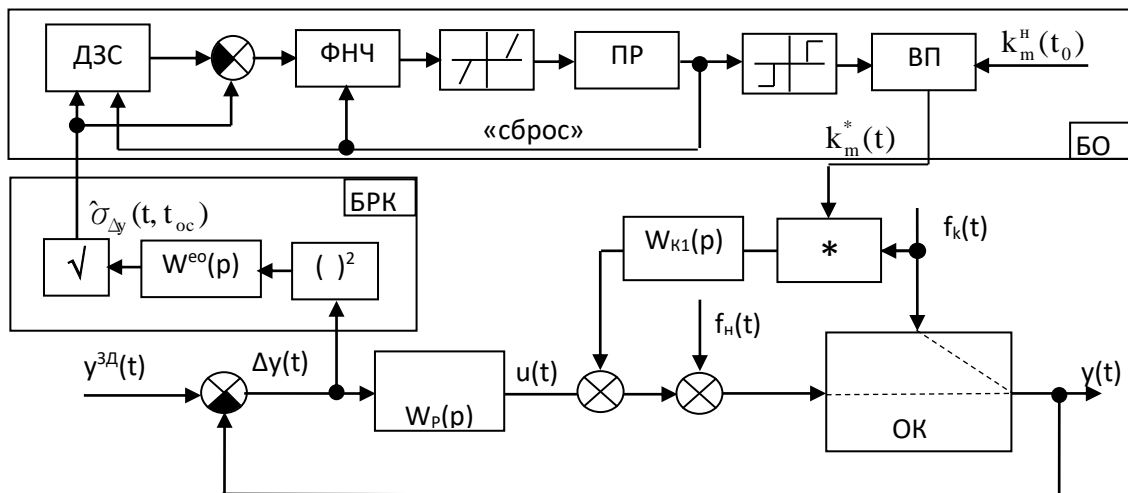 ДЗС
ФНЧ
ПР
ВП
k_m^н(t_0)
«сброс»
k_m^*(t)
БО
БРК
σ̂_Δy(t, t_ос)
√
W^ео(p)
( )²
W_К1(p)
*
f_k(t)
f_н(t)
y^ЗД(t)
Δy(t)
W_Р(p)
u(t)
ОК
y(t)